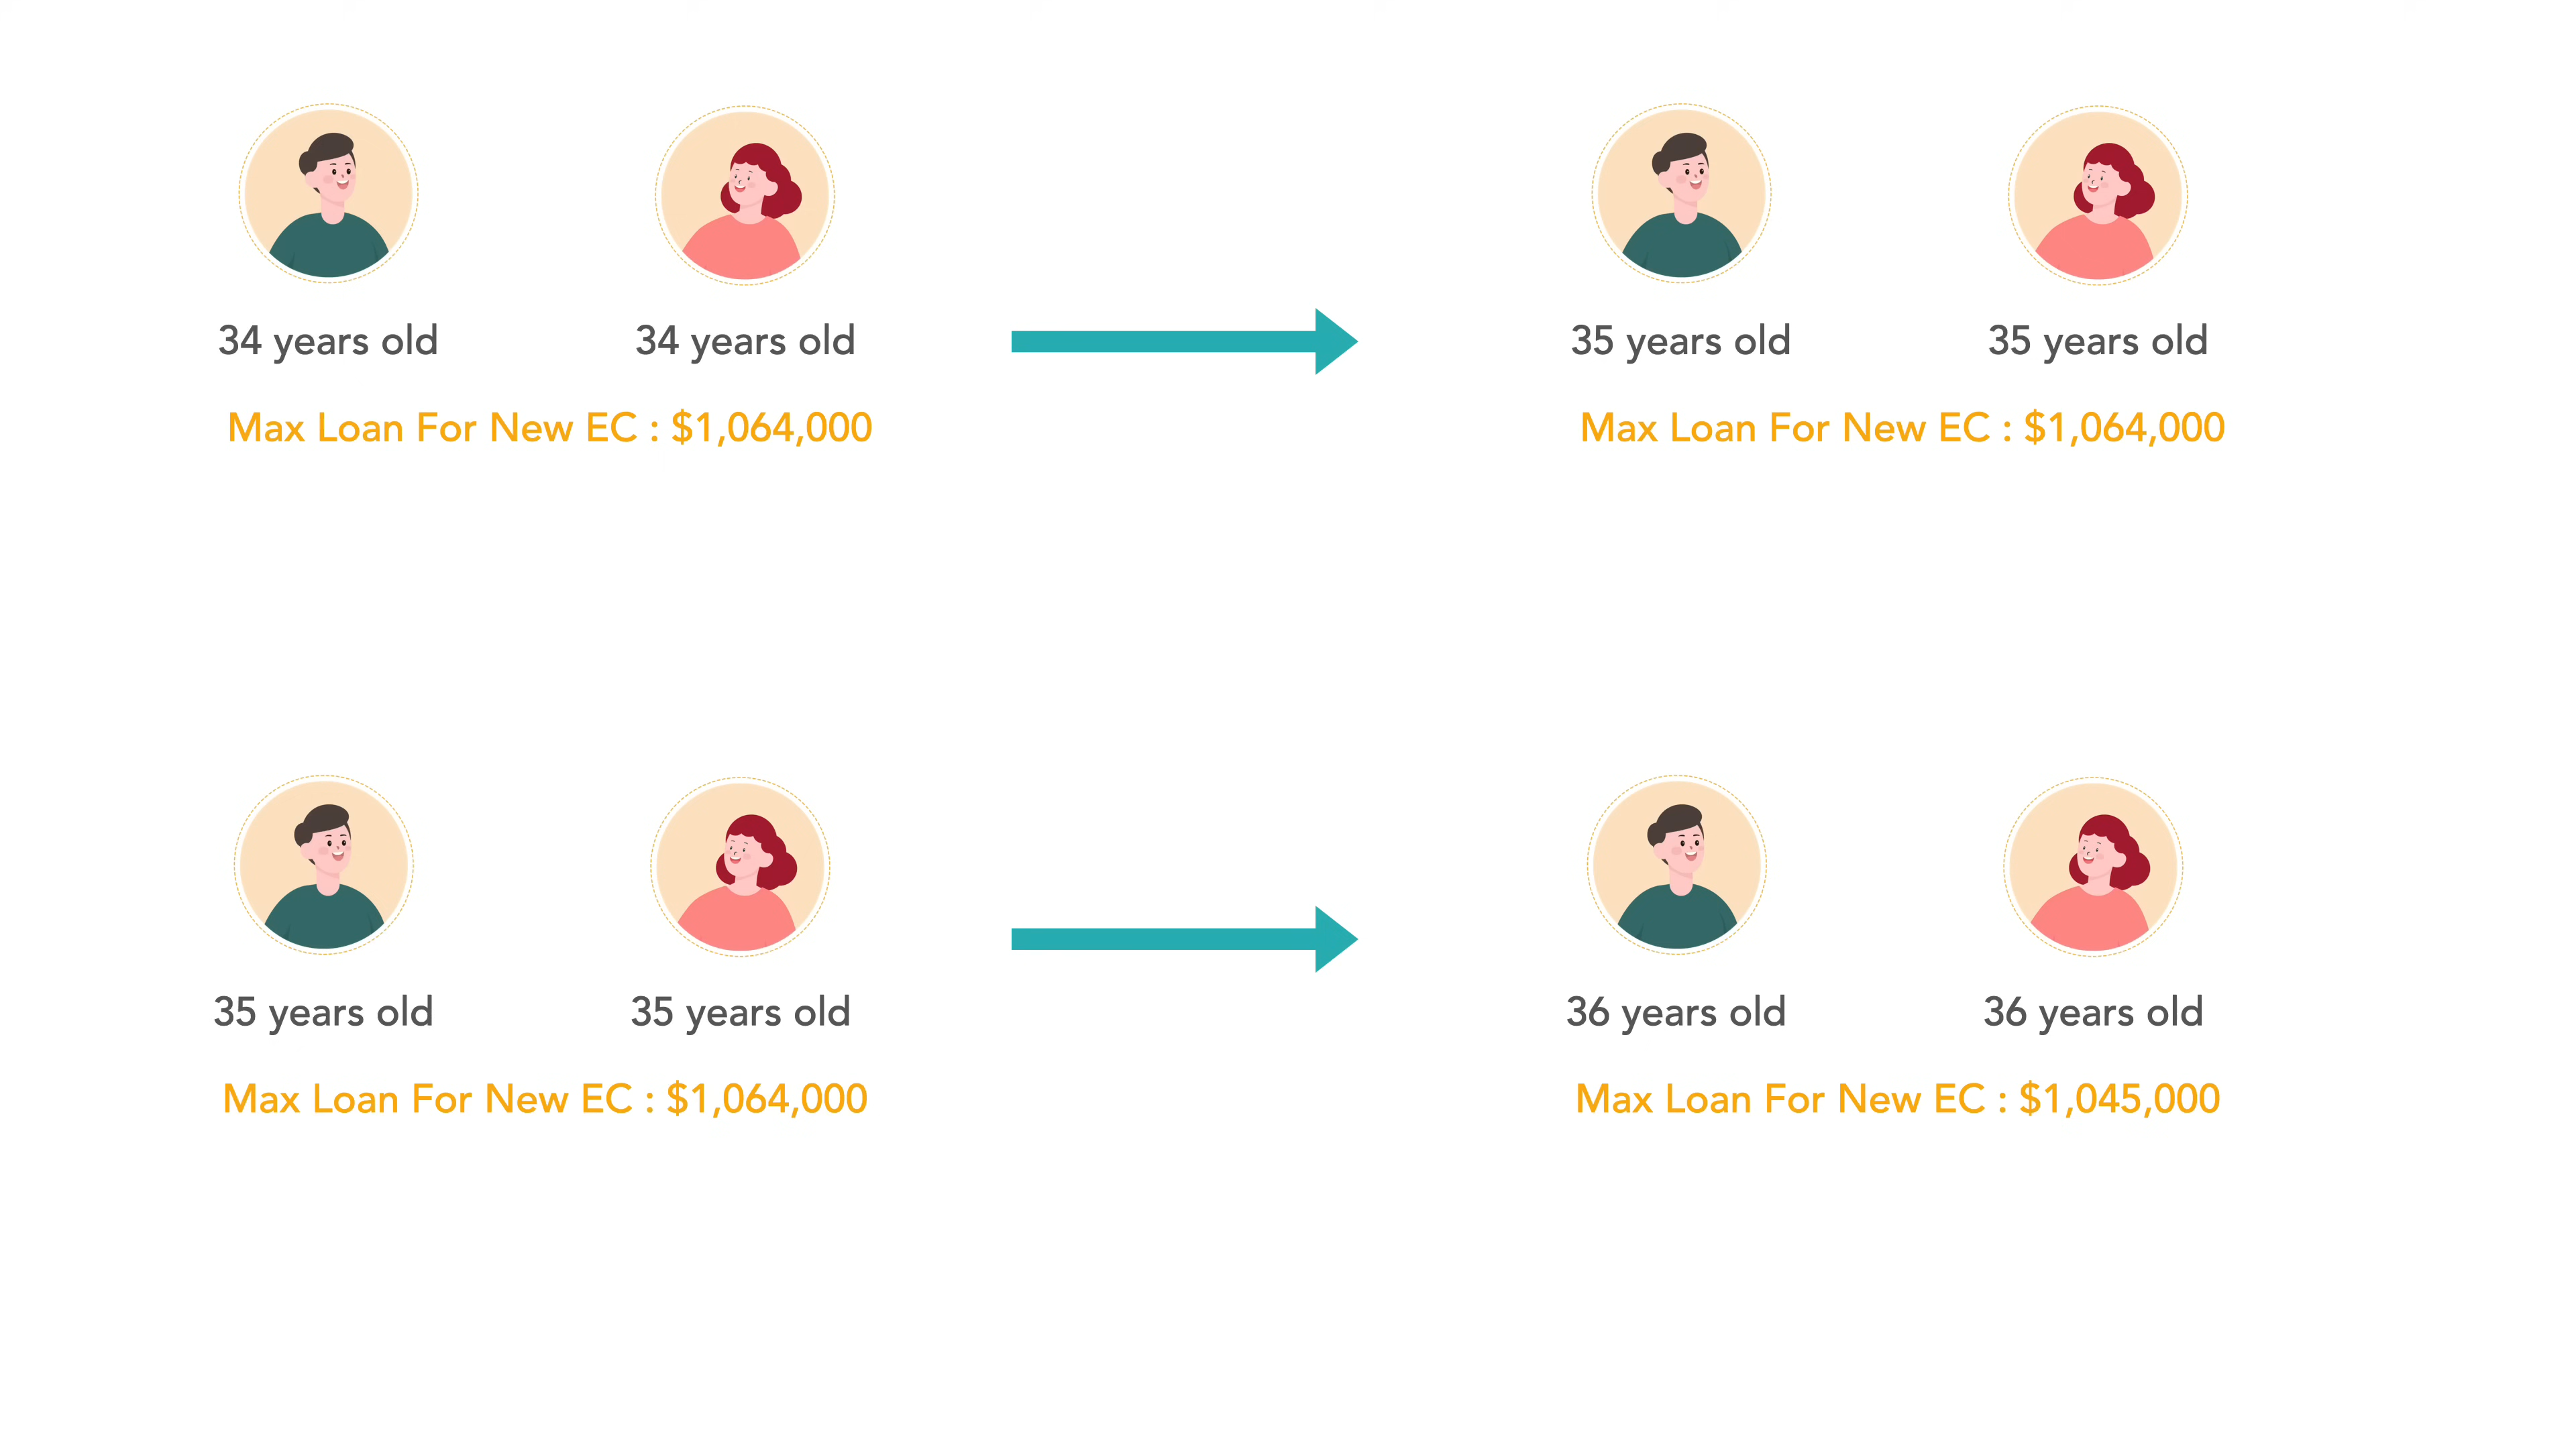 34 years old
34 years old
35 years old
35 years old
Max Loan For New EC : $1,064,000
Max Loan For New EC : $1,064,000
35 years old
35 years old
36 years old
36 years old
Max Loan For New EC : $1,064,000
Max Loan For New EC : $1,045,000